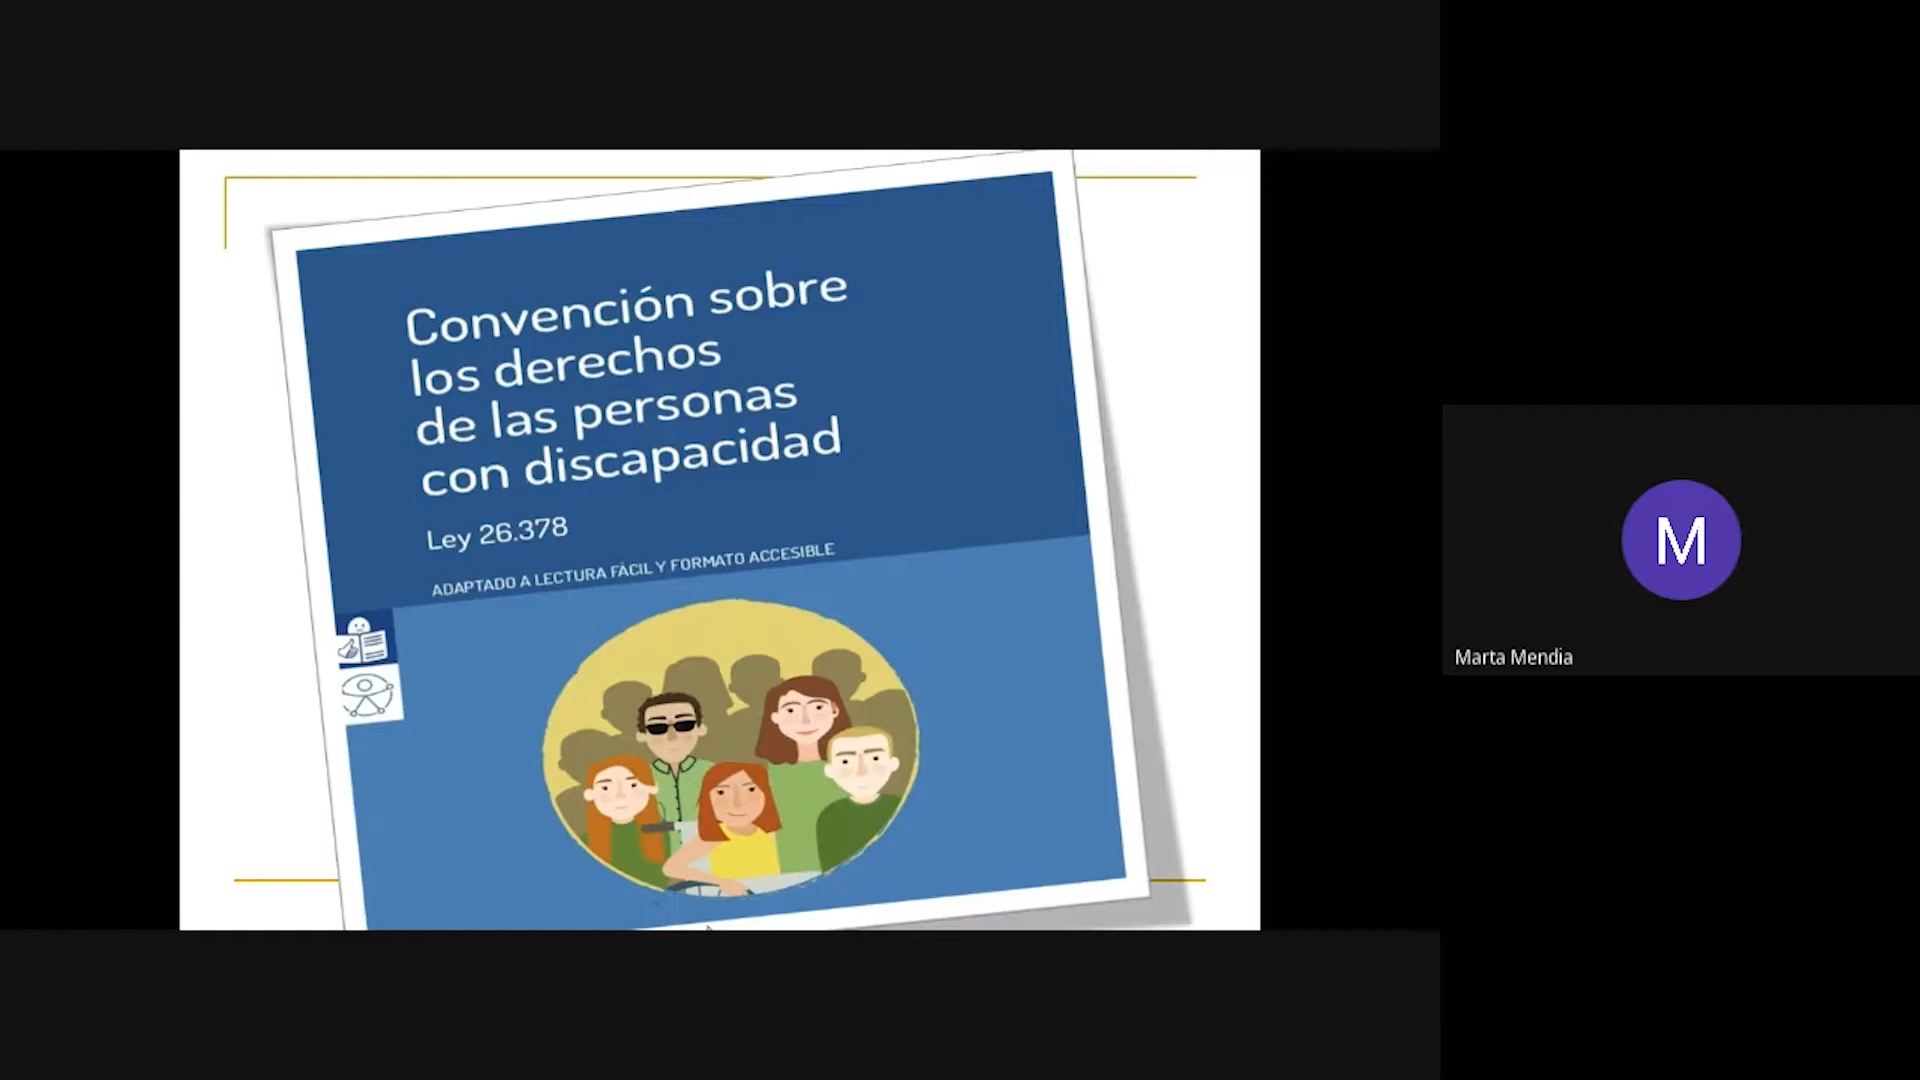 Convención sobre
los derechos
de las personas
con discapacidad
Ley 26.378
ADAPTADO A LECTURA FÁCIL Y FORMATO ACCESIBLE
M
Marta Mendia